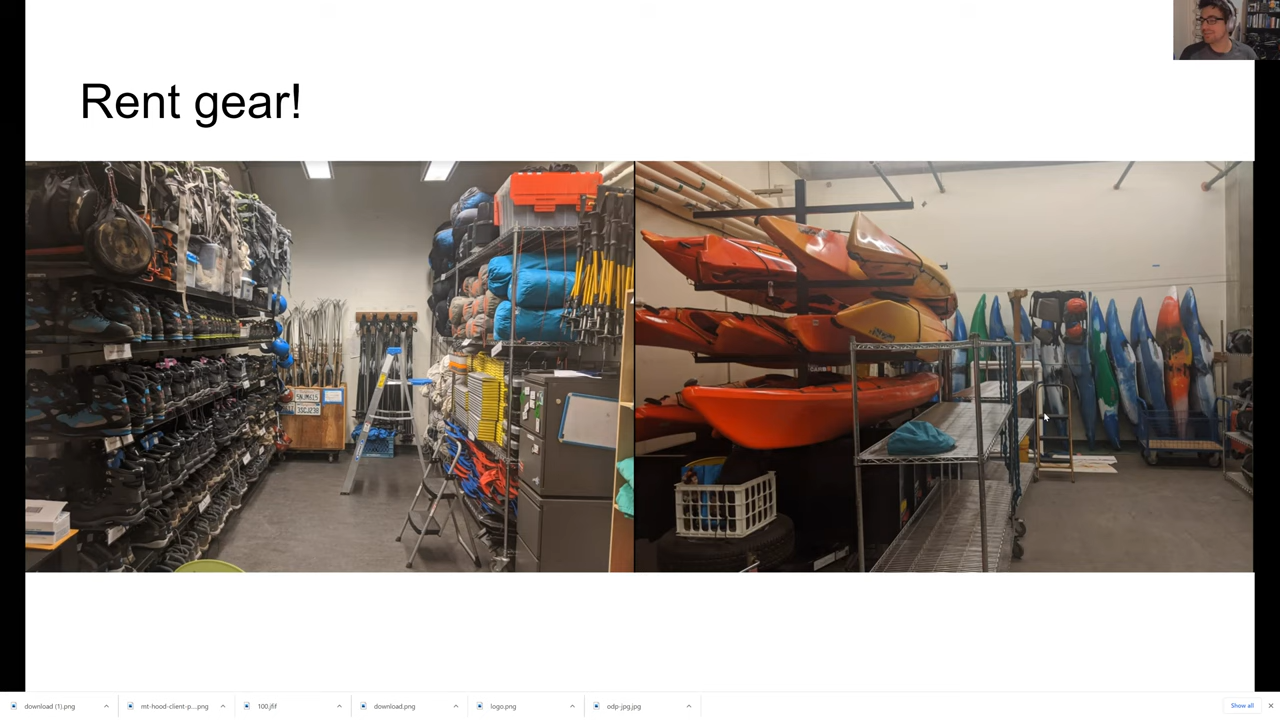 Rent gear!
download (1).png
mt-hood-client-p....png
100.jfif
download.png
logo.png
odp-jpg.jpg
Show all